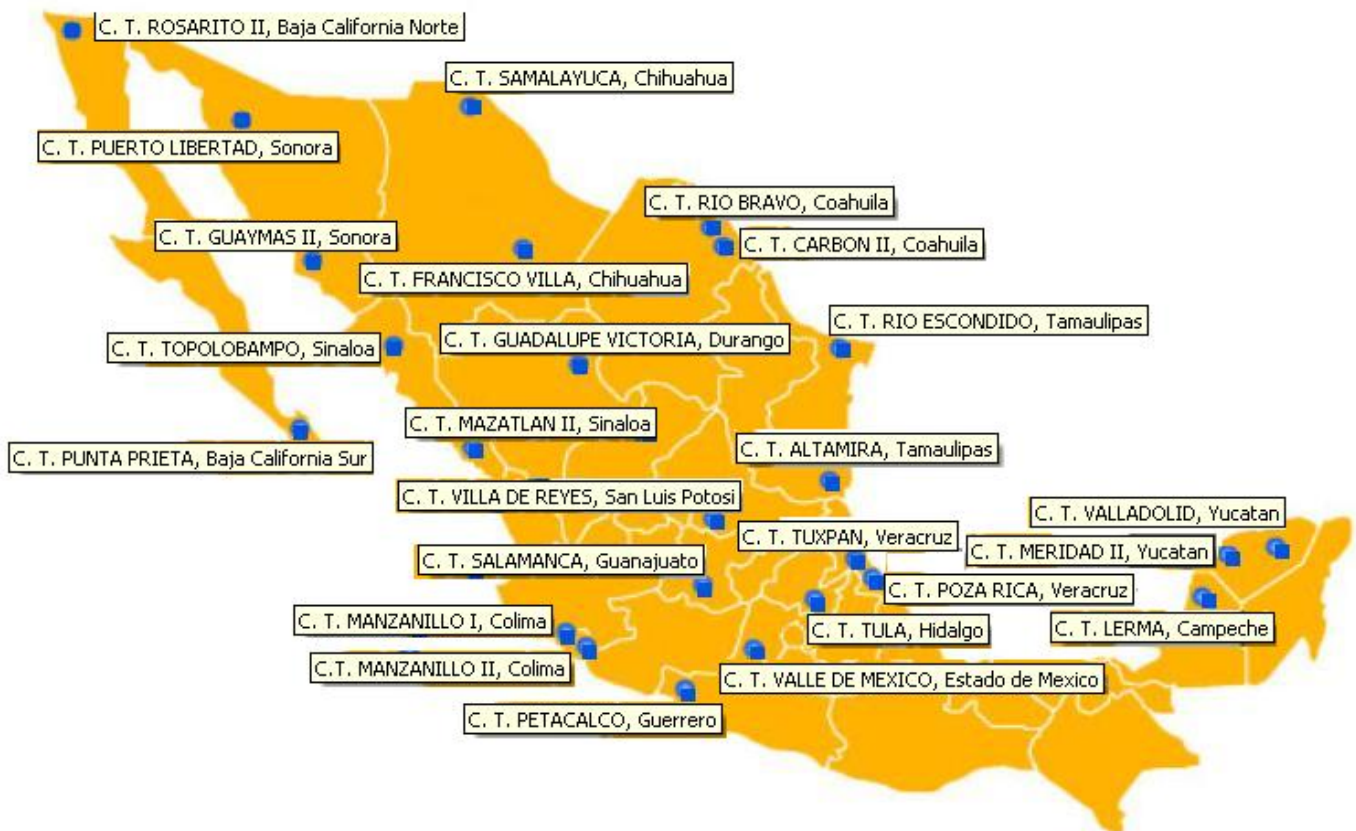 C. T. ROSARITO II, Baja California Norte
C. T. SAMALAYUCA, Chihuahua
C. T. PUERTO LIBERTAD, Sonora
C. T. RIO BRAVO, Coahuila
C. T. GUAYMAS II, Sonora
C. T. CARBON II, Coahuila
C. T. FRANCISCO VILLA, Chihuahua
C. T. RIO ESCONDIDO, Tamaulipas
C. T. GUADALUPE VICTORIA, Durango
C. T. TOPOLOBAMPO, Sinaloa
C. T. MAZATLAN II, Sinaloa
C. T. ALTAMIRA, Tamaulipas
C. T. PUNTA PRIETA, Baja California Sur
C. T. VILLA DE REYES, San Luis Potosi
C. T. VALLADOLID, Yucatan
C. T. TUXPAN, Veracruz
C. T. MERIDAD II, Yucatan
C. T. SALAMANCA, Guanajuato
C. T. POZA RICA, Veracruz
C. T. MANZANILLO I, Colima
C. T. TULA, Hidalgo
C. T. LERMA, Campeche
C.T. MANZANILLO II, Colima
C. T. VALLE DE MEXICO, Estado de Mexico
C. T. PETACALCO, Guerrero